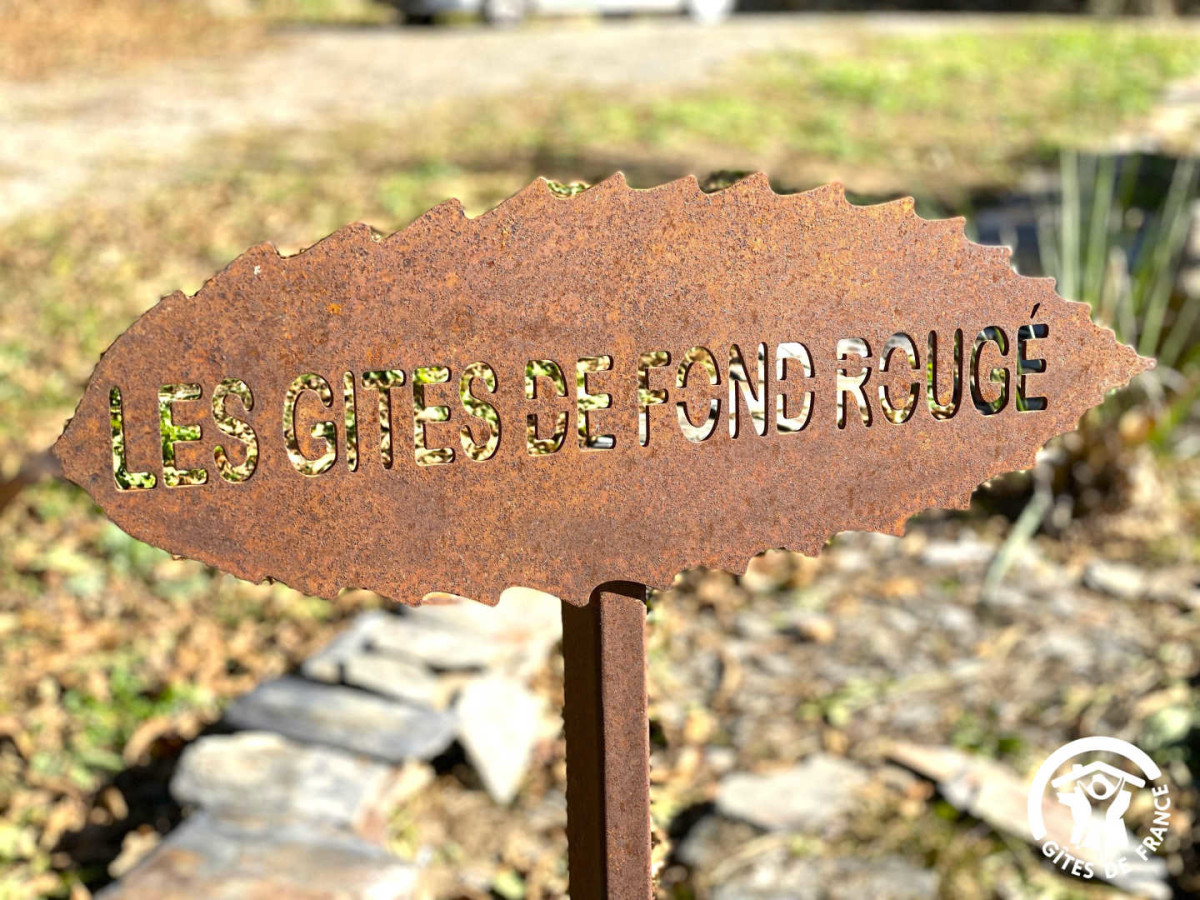 LES GITES DE FOND ROUGÉ
GÎTES DE FRANCE